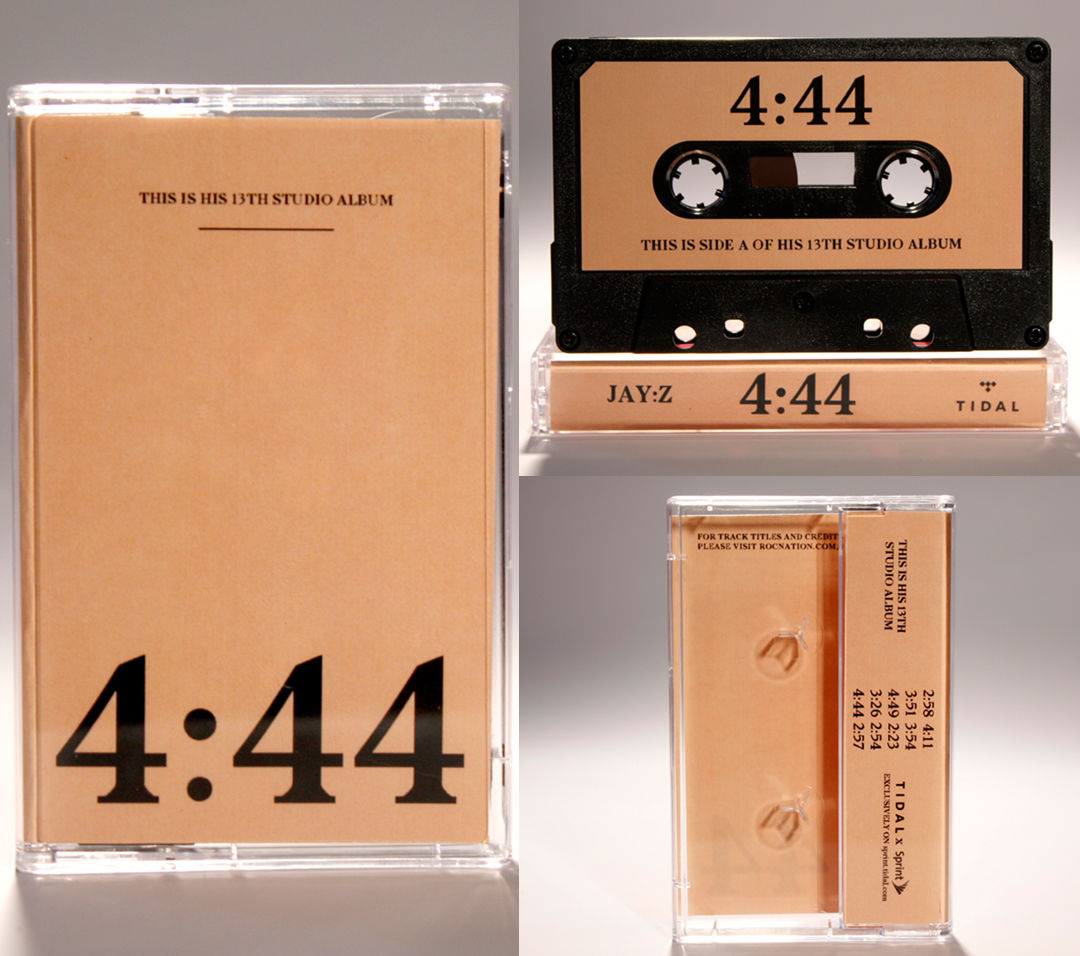 THIS IS HIS 13TH STUDIO ALBUM
4:44
4:44
THIS IS SIDE A OF HIS 13TH STUDIO ALBUM
JAY:Z
4:44
TIDAL
FOR TRACK TITLES AND CREDIT
PLEASE VISIT ROCNATION.COM
THIS IS HIS 13TH
STUDIO ALBUM
2:58 4:11
3:51 3:54
4:49 2:23
3:26 2:54
4:44 2:57
TIDAL x Sprint
EXCLUSIVELY ON sprint.tidal.com